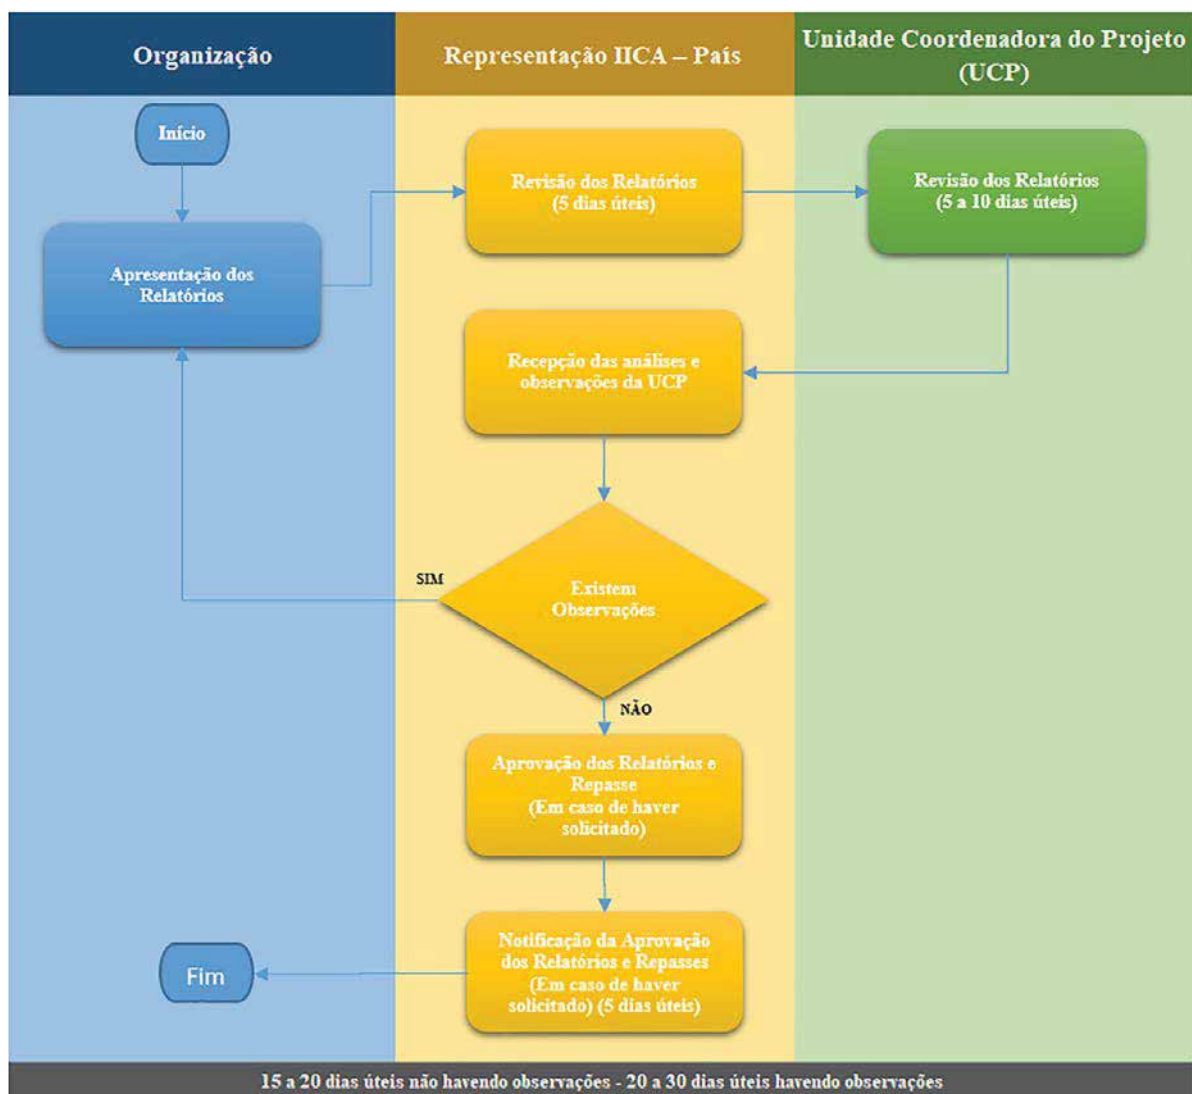 Organização
Representação IICA – País
Unidade Coordenadora do Projeto
(UCP)
Início
Apresentação dos
Relatórios
Revisão dos Relatórios
(5 dias úteis)
Revisão dos Relatórios
(5 a 10 dias úteis)
Recepção das análises e
observações da UCP
Existem
Observações
SIM
NÃO
Aprovação dos Relatórios e
Repasse
(Em caso de haver
solicitado)
Notificação da Aprovação
dos Relatórios e Repasses
(Em caso de haver
solicitado) (5 dias úteis)
Fim
15 a 20 dias úteis não havendo observações - 20 a 30 dias úteis havendo observações